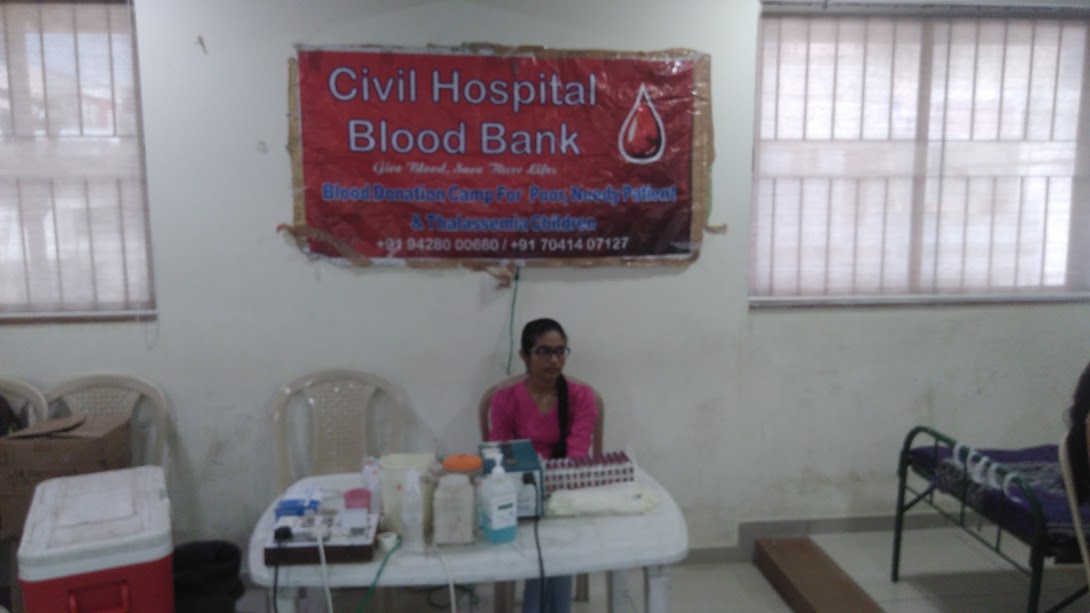 Civil Hospital
Blood Bank
Give Blood, Save Three Lifes
Blood Donation Camp For Poor, Needy Patient
& Thalassemia Children
+91 94280 00660 / +91 70414 07127